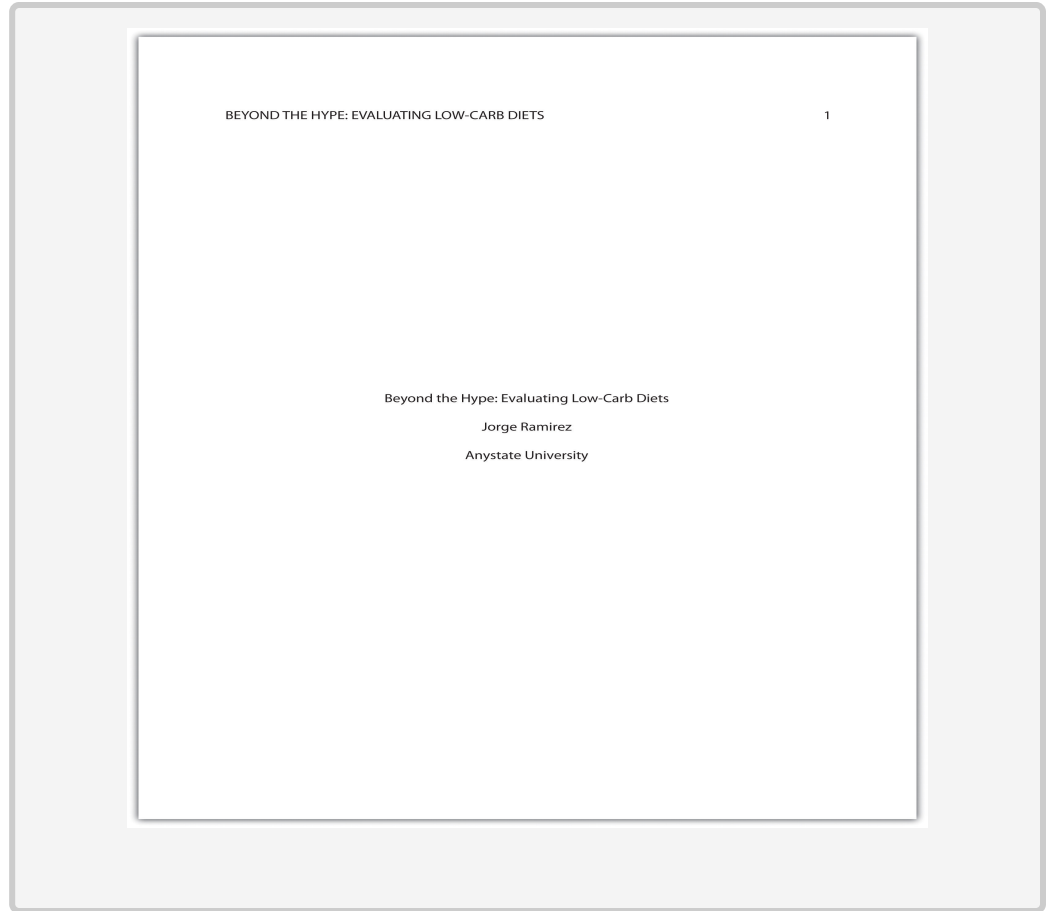 BEYOND THE HYPE: EVALUATING LOW-CARB DIETS 1
Beyond the Hype: Evaluating Low-Carb Diets
Jorge Ramirez
Anystate University